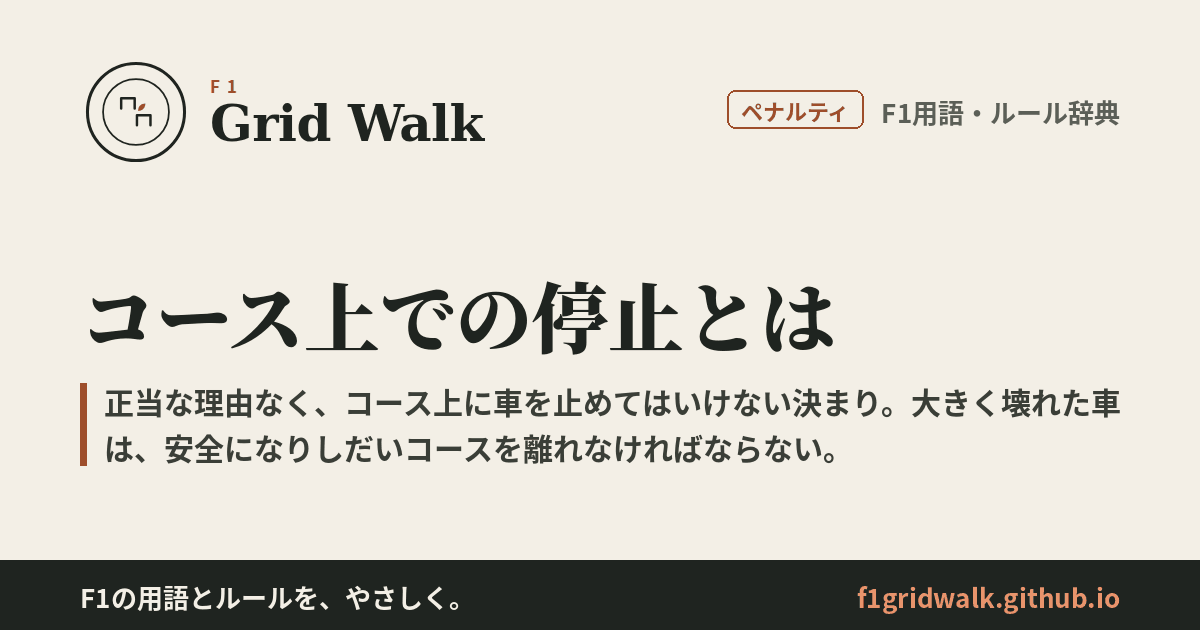 F1
Grid Walk
ペナルティ
F1用語・ルール辞典
コース上での停止とは
正当な理由なく、コース上に車を止めてはいけない決まり。大きく壊れた車
は、安全になりしだいコースを離れなければならない。
F1の用語とルールを、やさしく。
f1gridwalk.github.io